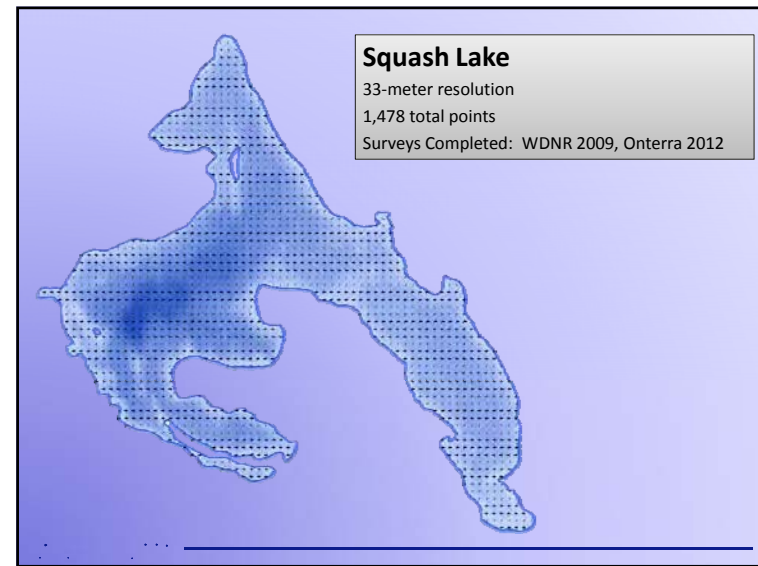 Squash Lake
33-meter resolution
1,478 total points
Surveys Completed:  WDNR 2009, Onterra 2012